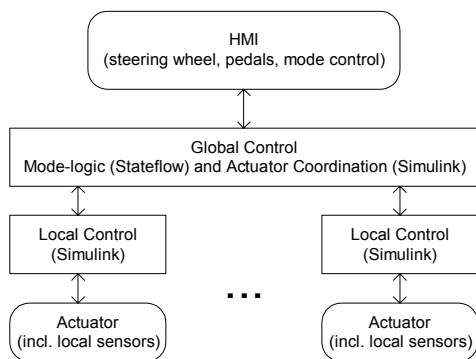 HMI
(steering wheel, pedals, mode control)
Global Control
Mode-logic (Stateflow) and Actuator Coordination (Simulink)
Local Control
(Simulink)
Local Control
(Simulink)
...
Actuator
(incl. local sensors)
Actuator
(incl. local sensors)